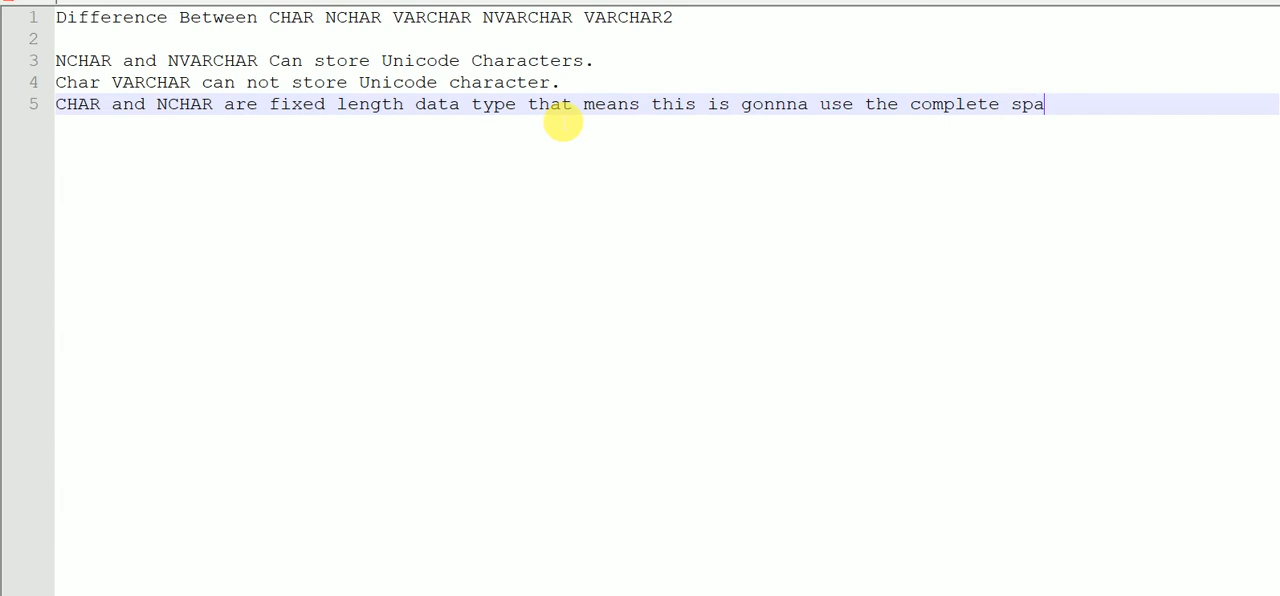 1 Difference Between CHAR NCHAR VARCHAR NVARCHAR VARCHAR2
2
3 NCHAR and NVARCHAR Can store Unicode Characters.
4 Char VARCHAR can not store Unicode character.
5 CHAR and NCHAR are fixed length data type that means this is gonnna use the complete spa